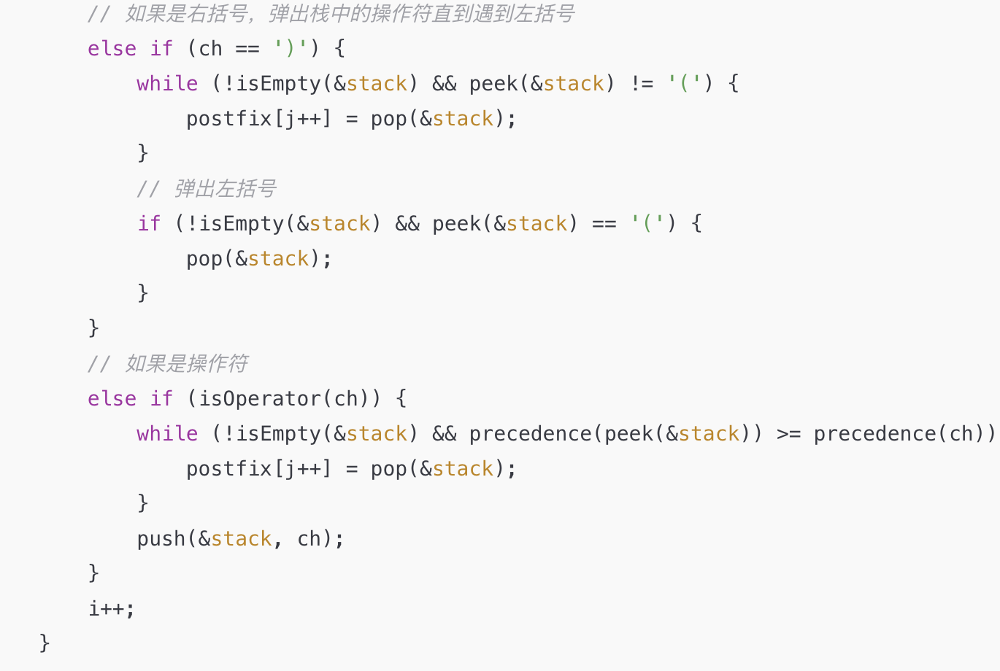 // 如果是右括号，弹出栈中的操作符直到遇到左括号
else if (ch == ')') {
while (!isEmpty(&stack) && peek(&stack) != '(') {
postfix[j++] = pop(&stack);
}
// 弹出左括号
if (!isEmpty(&stack) && peek(&stack) == '(') {
pop(&stack);
}
}
// 如果是操作符
else if (isOperator(ch)) {
while (!isEmpty(&stack) && precedence(peek(&stack)) >= precedence(ch))
postfix[j++] = pop(&stack);
}
push(&stack, ch);
}
i++;
}